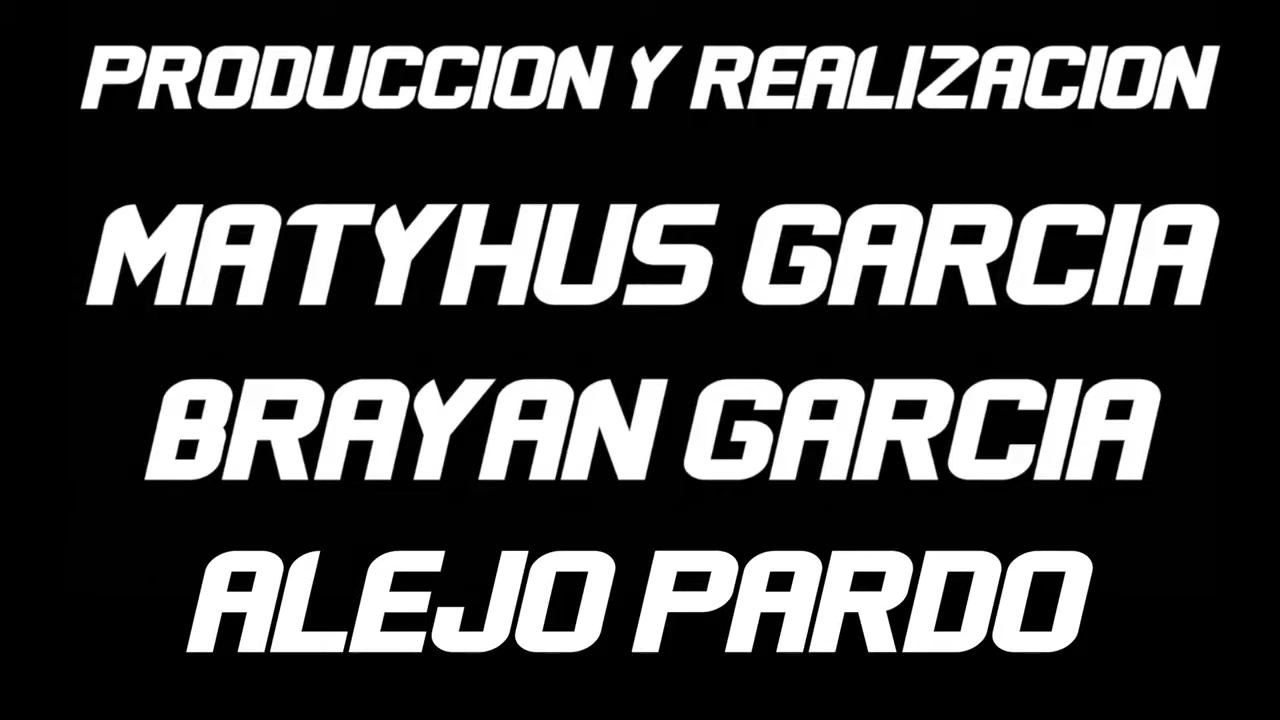 PRODUCCION Y REALIZACION
MATYHUS GARCIA
BRAYAN GARCIA
ALEJO PARDO